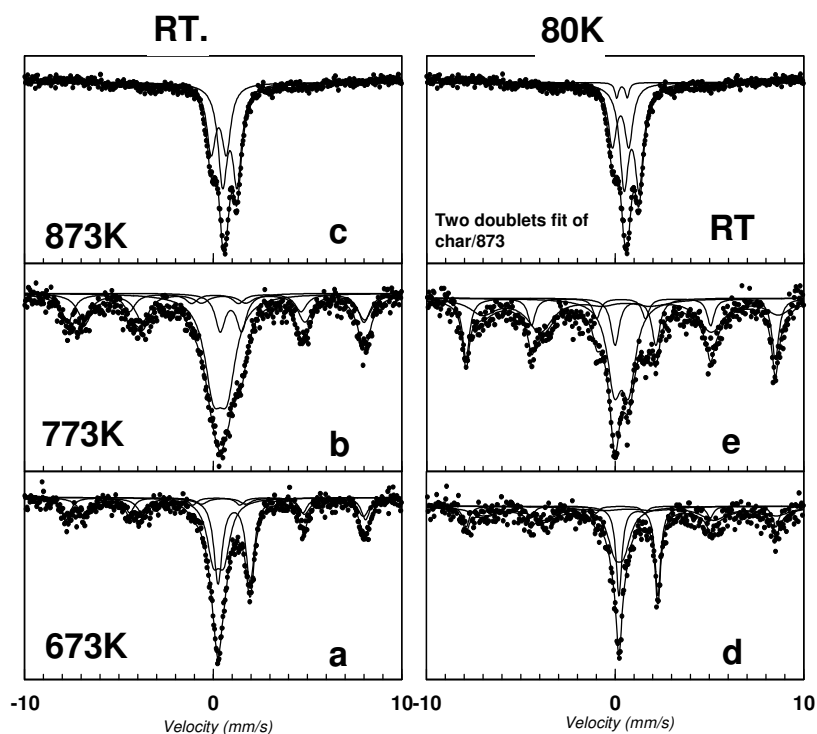 RT.
80K
873K
c
Two doublets fit of
char/873
RT
773K
b
e
673K
a
d
-10
0
10
-10
0
10
Velocity (mm/s)
Velocity (mm/s)